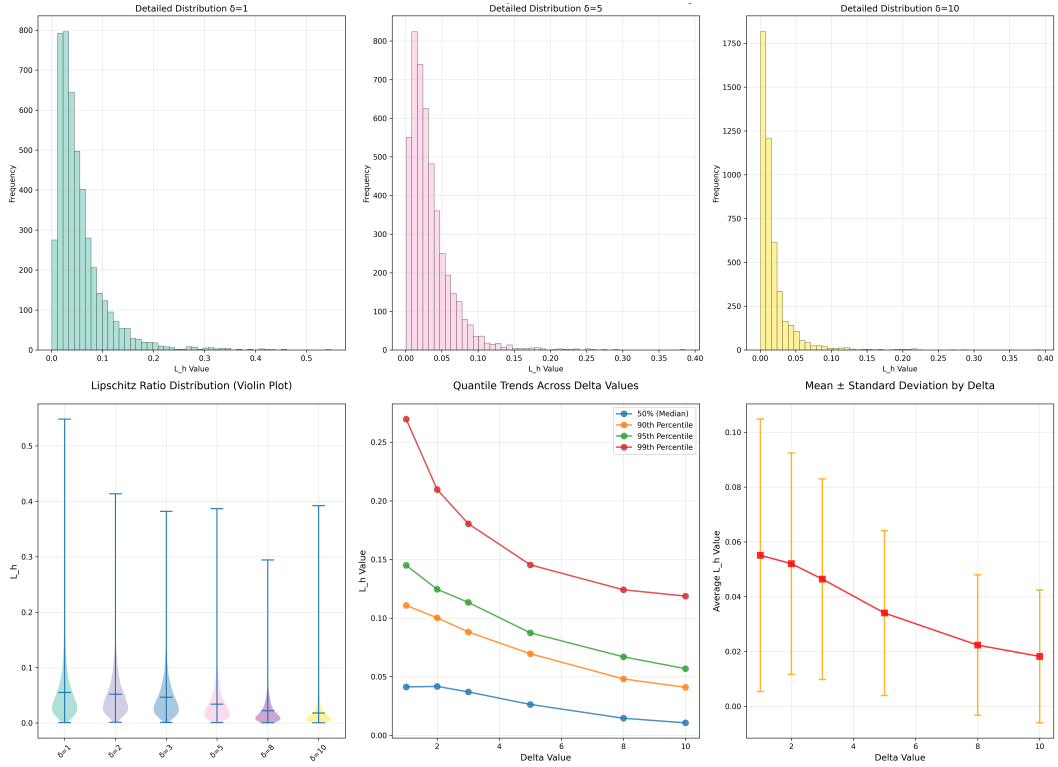 Detailed Distribution δ=1
800
700
600
500
400
300
200
100
0
Frequency
0.0 0.1 0.2 0.3 0.4 0.5
L_h Value
Detailed Distribution δ=5
800
700
600
500
400
300
200
100
0
Frequency
0.00 0.05 0.10 0.15 0.20 0.25 0.30 0.35 0.40
L_h Value
Detailed Distribution δ=10
1750
1500
1250
1000
750
500
250
0
Frequency
0.00 0.05 0.10 0.15 0.20 0.25 0.30 0.35 0.40
L_h Value
Lipschitz Ratio Distribution (Violin Plot)
0.5
0.4
0.3
0.2
0.1
0.0
L_h
δ=1 δ=2 δ=3 δ=5 δ=8 δ=10
Quantile Trends Across Delta Values
50% (Median)
90th Percentile
95th Percentile
99th Percentile
0.25
0.20
0.15
0.10
0.05
0.00
L_h Value
2 4 6 8 10
Delta Value
Mean ± Standard Deviation by Delta
0.10
0.08
0.06
0.04
0.02
0.00
Average L_h Value
2 4 6 8 10
Delta Value